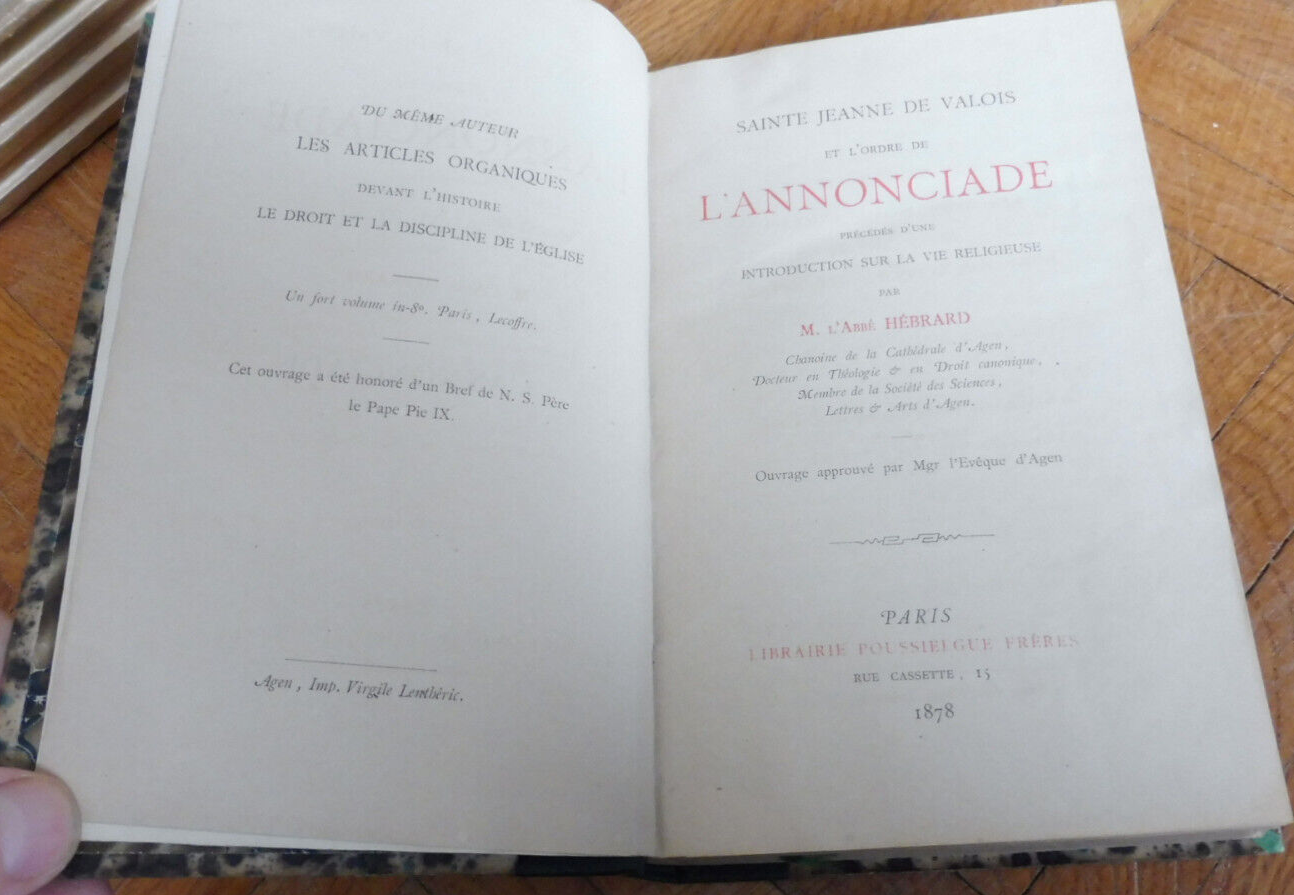 DU MÊME AUTEUR
LES ARTICLES ORGANIQUES
DEVANT L'HISTOIRE
LE DROIT ET LA DISCIPLINE DE L'ÉGLISE
Un fort volume in-8º. Paris, Lecoffre.
Cet ouvrage a été honoré d'un Bref de N. S. Père
le Pape Pie IX.
Agen, Imp. Virgile Lenthéric.
SAINTE JEANNE DE VALOIS
ET L'ORDRE DE
L'ANNONCIADE
PRÉCÉDÉS D'UNE
INTRODUCTION SUR LA VIE RELIGIEUSE
PAR
M. L'ABBÉ HÉBRARD
Chanoine de la Cathédrale d'Agen,
Docteur en Théologie & en Droit canonique,
Membre de la Société des Sciences,
Lettres & Arts d'Agen.
Ouvrage approuvé par Mgr l'Evêque d'Agen
PARIS
LIBRAIRIE POUSSIELGUE FRÈRES
RUE CASSETTE, 15
1878